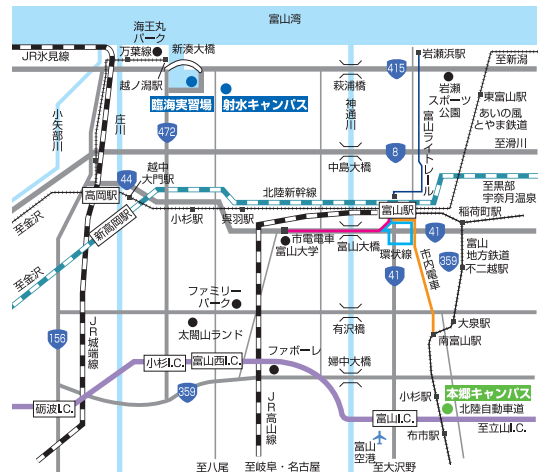 富山湾
海王丸
パーク
万葉線
新湊大橋
岩瀬浜駅
至新潟
JR氷見線
越ノ潟駅
415
萩浦橋
岩瀬
スポーツ
公園
東富山駅
あいの風
とやま鉄道
臨海実習場
射水キャンパス
小矢部川
庄川
神通川
富山ライトレール
472
8
至滑川
中島大橋
越中
大門駅
44
高岡駅
北陸新幹線
至黒部
宇奈月温泉
至金沢
新高岡駅
小杉駅
呉羽駅
富山駅
稲荷町駅
市電電車
富山大学
富山大橋
環状線
41
富山
地方鉄道
不二越駅
359
至金沢
41
市内電車
ファミリー
パーク
156
JR城端線
太閤山ランド
有沢橋
大泉駅
南富山駅
小杉I.C.
富山西I.C.
ファボーレ
婦中大橋
359
JR高山線
砺波I.C.
小杉駅
本郷キャンパス
北陸自動車道
富山I.C.
至立山I.C.
布市駅
富山
空港
至八尾
至岐阜・名古屋
至大沢野